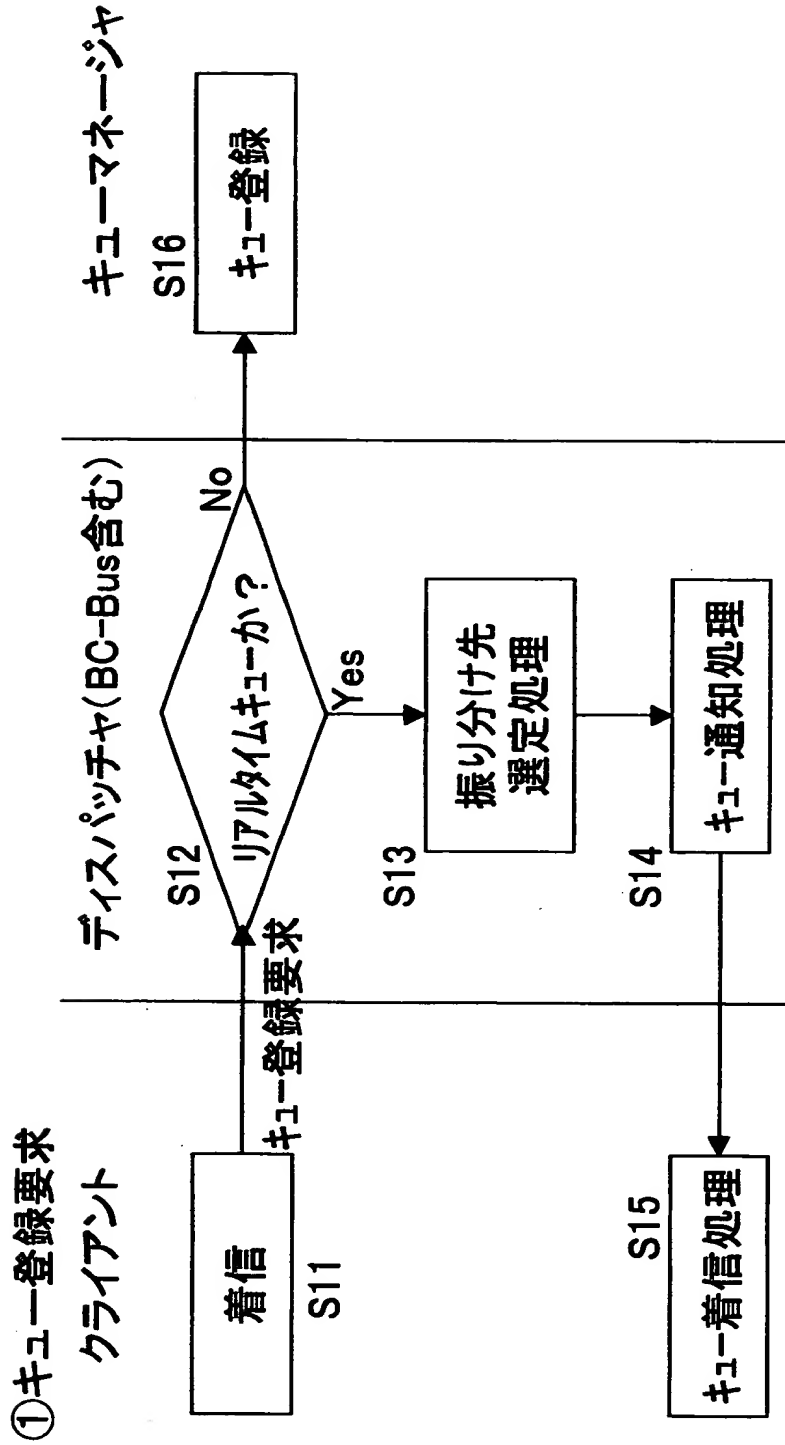 ①キュー登録要求
クライアント
ディスパッチャ(BC-Bus含む)
キューマネージャ
着信
S11
キュー登録要求
S12
リアルタイムキューか?
No
Yes
S16
キュー登録
S13
振り分け先
選定処理
S14
キュー通知処理
S15
キュー着信処理